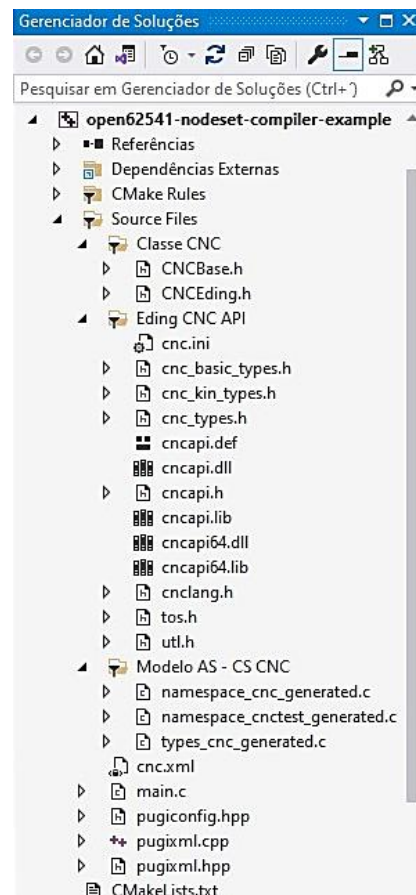 Gerenciador de Soluções
Pesquisar em Gerenciador de Soluções (Ctrl+´)
open62541-nodeset-compiler-example
Referências
Dependências Externas
CMake Rules
Source Files
Classe CNC
CNCBase.h
CNCEding.h
Eding CNC API
cnc.ini
cnc_basic_types.h
cnc_kin_types.h
cnc_types.h
cncapi.def
cncapi.dll
cncapi.h
cncapi.lib
cncapi64.dll
cncapi64.lib
cnclang.h
tos.h
utl.h
Modelo AS - CS CNC
namespace_cnc_generated.c
namespace_cnctest_generated.c
types_cnc_generated.c
cnc.xml
main.c
pugiconfig.hpp
pugixml.cpp
pugixml.hpp
CMakeLists.txt